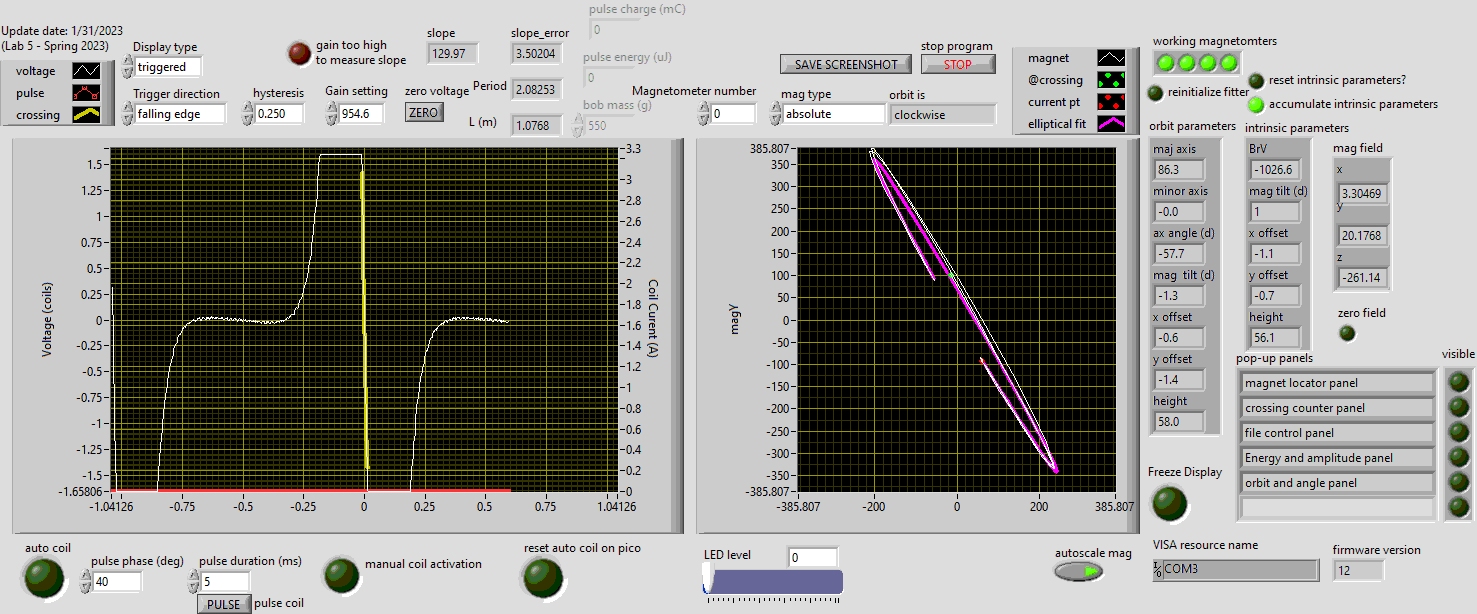 Update date: 1/31/2023
(Lab 5 - Spring 2023)
voltage
pulse
crossing
Display type
triggered
Trigger direction
falling edge
gain too high
to measure slope
hysteresis
0.250
Gain setting
954.6
slope
129.97
zero voltage
ZERO
slope_error
3.50204
Period
2.08253
L (m)
1.0768
pulse charge (mC)
0
pulse energy (uJ)
0
bob mass (g)
550
Magnetometer number
0
SAVE SCREENSHOT
stop program
STOP
mag type
absolute
orbit is
clockwise
magnet
@crossing
current pt
elliptical fit
working magnetomters
reset intrinsic parameters?
reinitialize fitter
accumulate intrinsic parameters
Voltage (coils)
1.5
1.25
1
0.75
0.5
0.25
0
-0.25
-0.5
-0.75
-1
-1.25
-1.5
-1.65806
-1.04126
-0.75
-0.5
-0.25
0
0.25
0.5
0.75
1.04126
3.3
3
2.8
2.6
2.4
2.2
2
1.8
1.6
1.4
1.2
1
0.8
0.6
0.4
0.2
0
Coil Curent (A)
magy
385.807
350
300
250
200
150
100
50
0
-50
-100
-150
-200
-250
-300
-350
-385.807
-385.807
-200
0
200
385.807
orbit parameters
maj axis
86.3
minor axis
-0.0
ax angle (d)
-57.7
mag tilt (d)
-1.3
x offset
-0.6
y offset
-1.4
height
58.0
intrinsic parameters
BrV
-1026.6
mag tilt (d)
1
x offset
-1.1
y offset
-0.7
height
56.1
mag field
x
3.30469
y
20.1768
z
-261.14
zero field
pop-up panels
visible
magnet locator panel
crossing counter panel
file control panel
Energy and amplitude panel
orbit and angle panel
Freeze Display
auto coil
pulse phase (deg)
40
pulse duration (ms)
5
PULSE
pulse coil
manual coil activation
reset auto coil on pico
LED level
0
autoscale mag
VISA resource name
COM3
firmware version
12